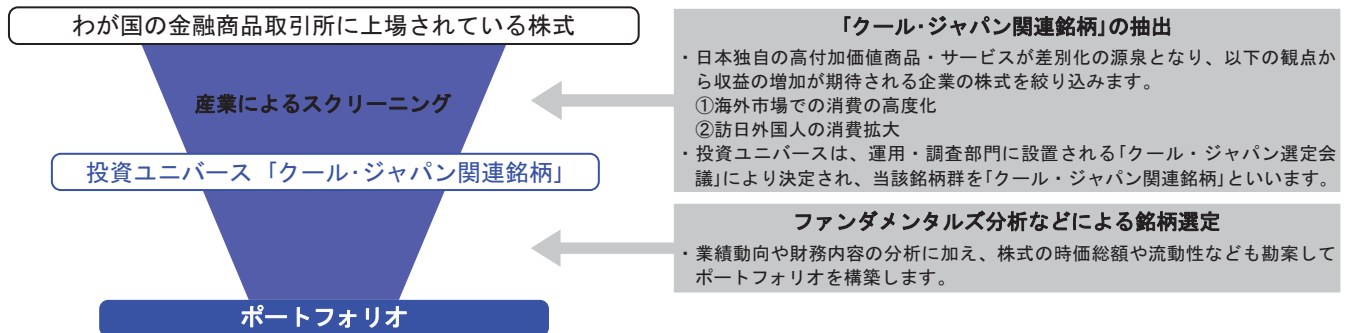 わが国の金融商品取引所に上場されている株式
産業によるスクリーニング
投資ユニバース「クール・ジャパン関連銘柄」
ポートフォリオ
「クール・ジャパン関連銘柄」の抽出
・日本独自の高付加価値商品・サービスが差別化の源泉となり、以下の観点か
ら収益の増加が期待される企業の株式を絞り込みます。
①海外市場での消費の高度化
②訪日外国人の消費拡大
・投資ユニバースは、運用・調査部門に設置される「クール・ジャパン選定会
議」により決定され、当該銘柄群を「クール・ジャパン関連銘柄」といいます。
ファンダメンタルズ分析などによる銘柄選定
・業績動向や財務内容の分析に加え、株式の時価総額や流動性なども勘案して
ポートフォリオを構築します。